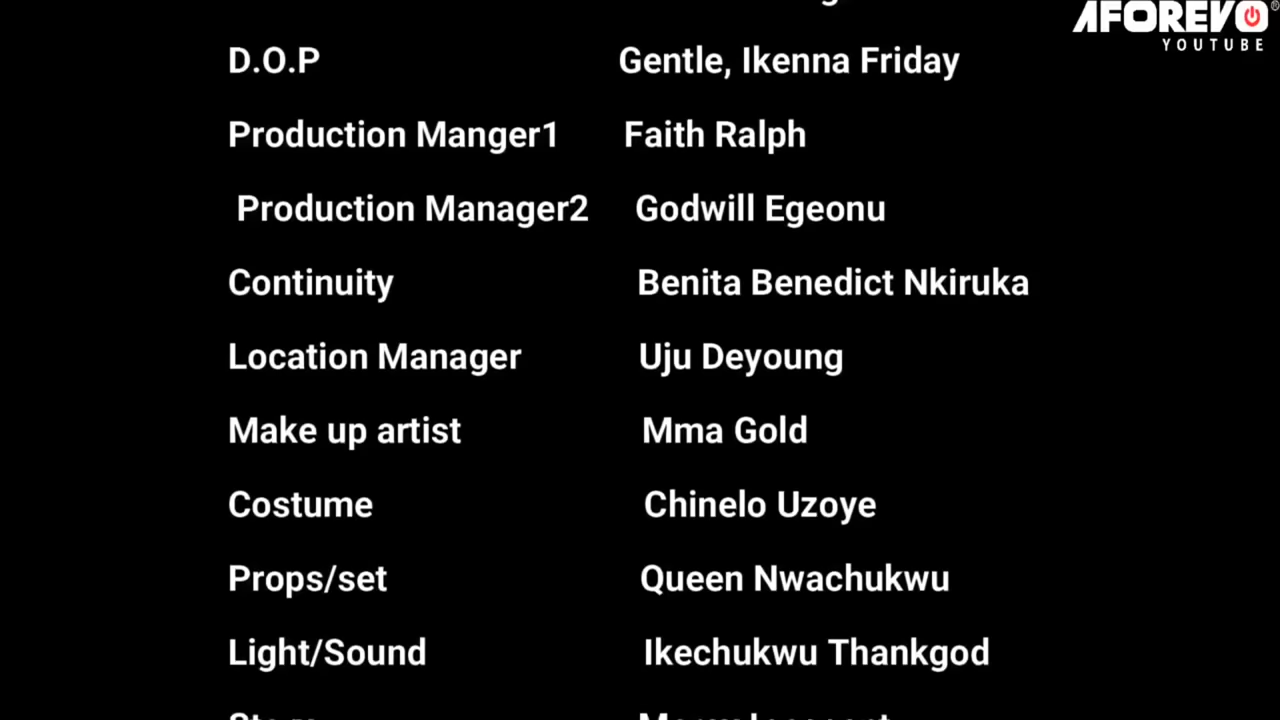 AFOREVO
YOUTUBE
D.O.P Gentle, Ikenna Friday
Production Manger1 Faith Ralph
Production Manager2 Godwill Egeonu
Continuity Benita Benedict Nkiruka
Location Manager Uju Deyoung
Make up artist Mma Gold
Costume Chinelo Uzoye
Props/set Queen Nwachukwu
Light/Sound Ikechukwu Thankgod